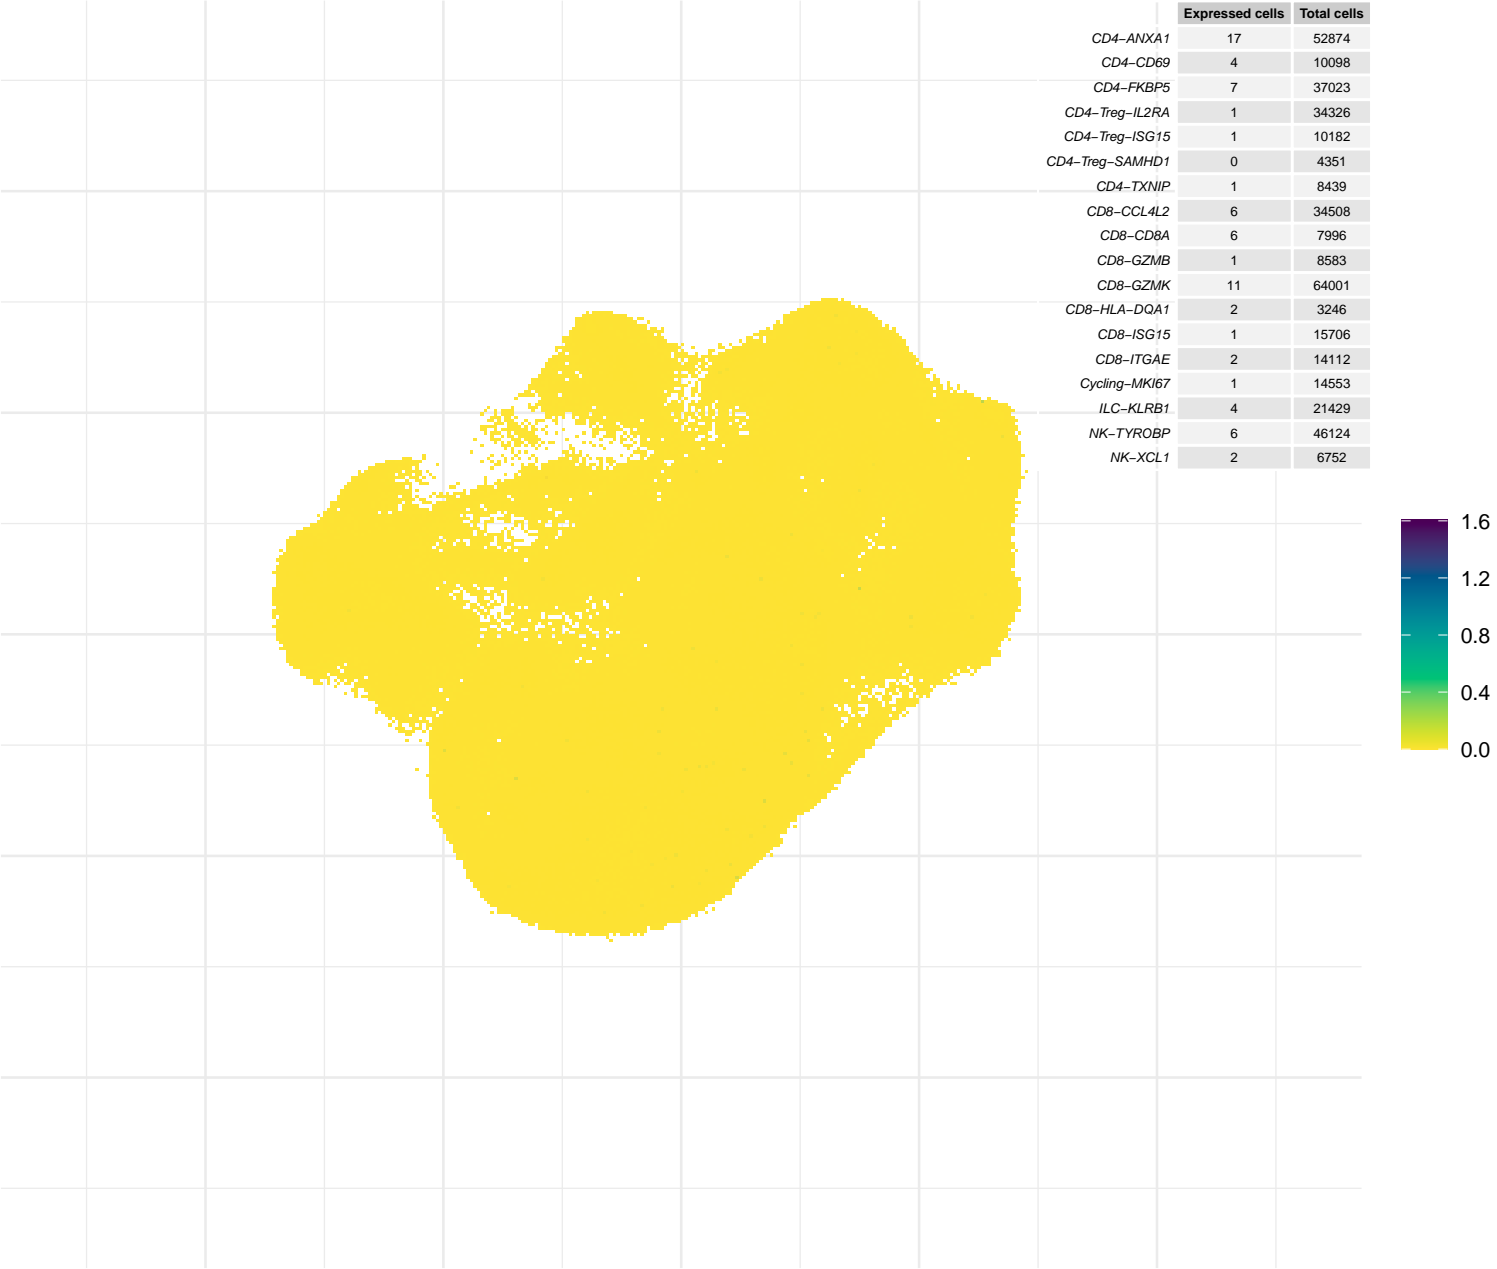 Expressed cells Total cells
CD4−ANXA1 17 52874
CD4−CD69 4 10098
CD4−FKBP5 7 37023
CD4−Treg−IL2RA 1 34326
CD4−Treg−ISG15 1 10182
CD4−Treg−SAMHD1 0 4351
CD4−TXNIP 1 8439
CD8−CCL4L2 6 34508
CD8−CD8A 6 7996
CD8−GZMB 1 8583
CD8−GZMK 11 64001
CD8−HLA−DQA1 2 3246
CD8−ISG15 1 15706
CD8−ITGAE 2 14112
Cycling−MKI67 1 14553
ILC−KLRB1 4 21429
NK−TYROBP 6 46124
NK−XCL1 2 6752
1.6
1.2
0.8
0.4
0.0